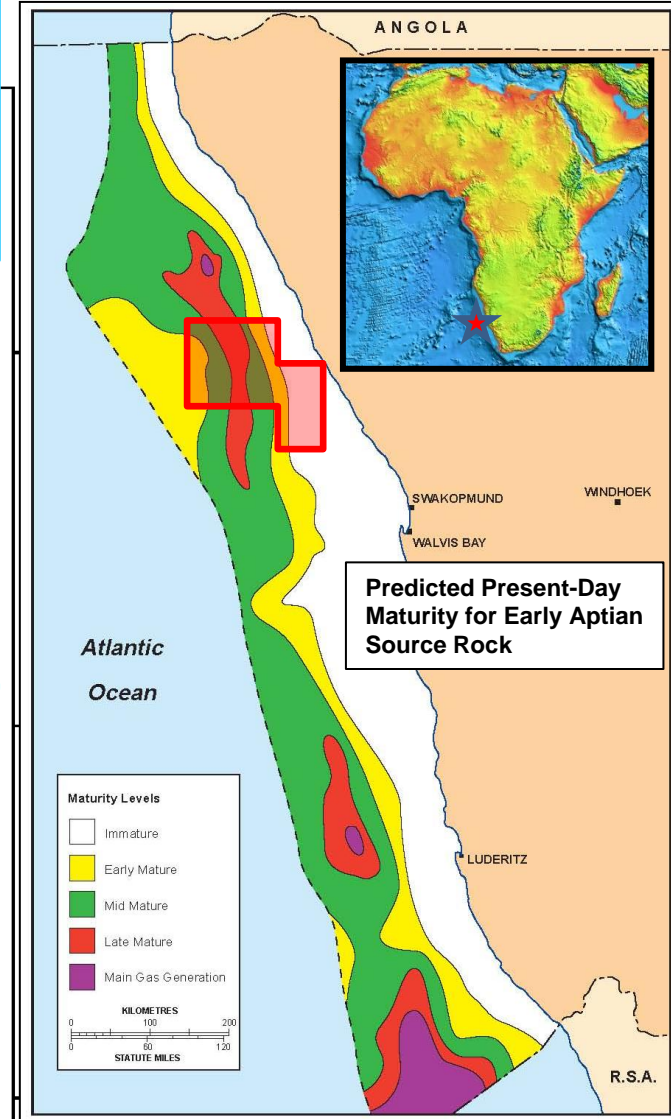 ANGOLA
SWAKOPMUND
WINDHOEK
WALVIS BAY
Predicted Present-Day
Maturity for Early Aptian
Source Rock
Atlantic
Ocean
Maturity Levels
Immature
Early Mature
Mid Mature
Late Mature
Main Gas Generation
KILOMETRES
0 100 200
0 60 120
STATUTE MILES
LUDERITZ
R.S.A.